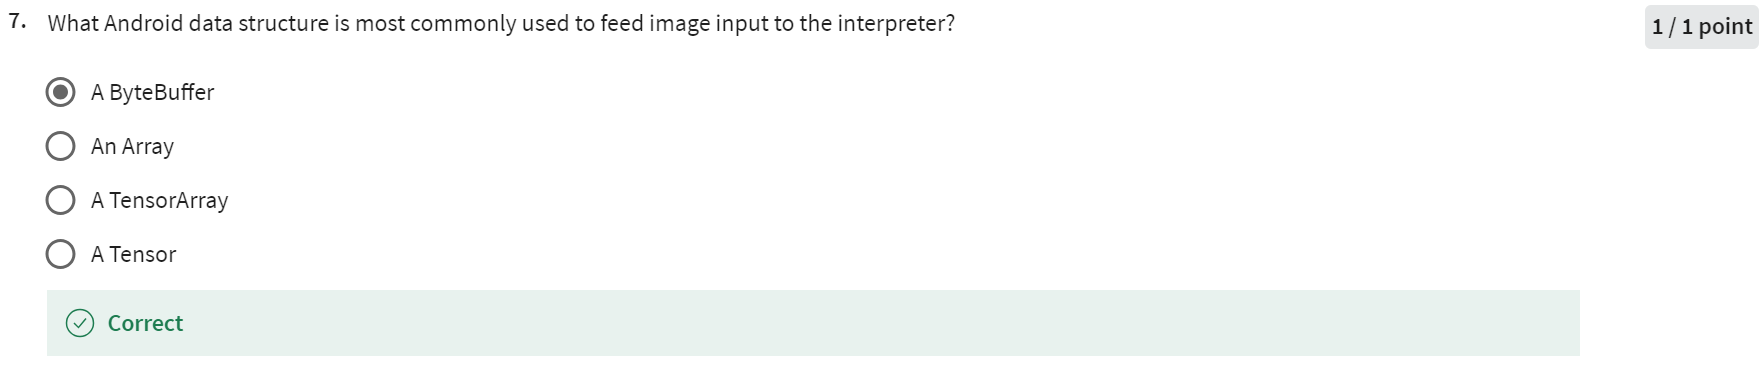 7. What Android data structure is most commonly used to feed image input to the interpreter?
1 / 1 point
A ByteBuffer
An Array
A TensorArray
A Tensor
Correct